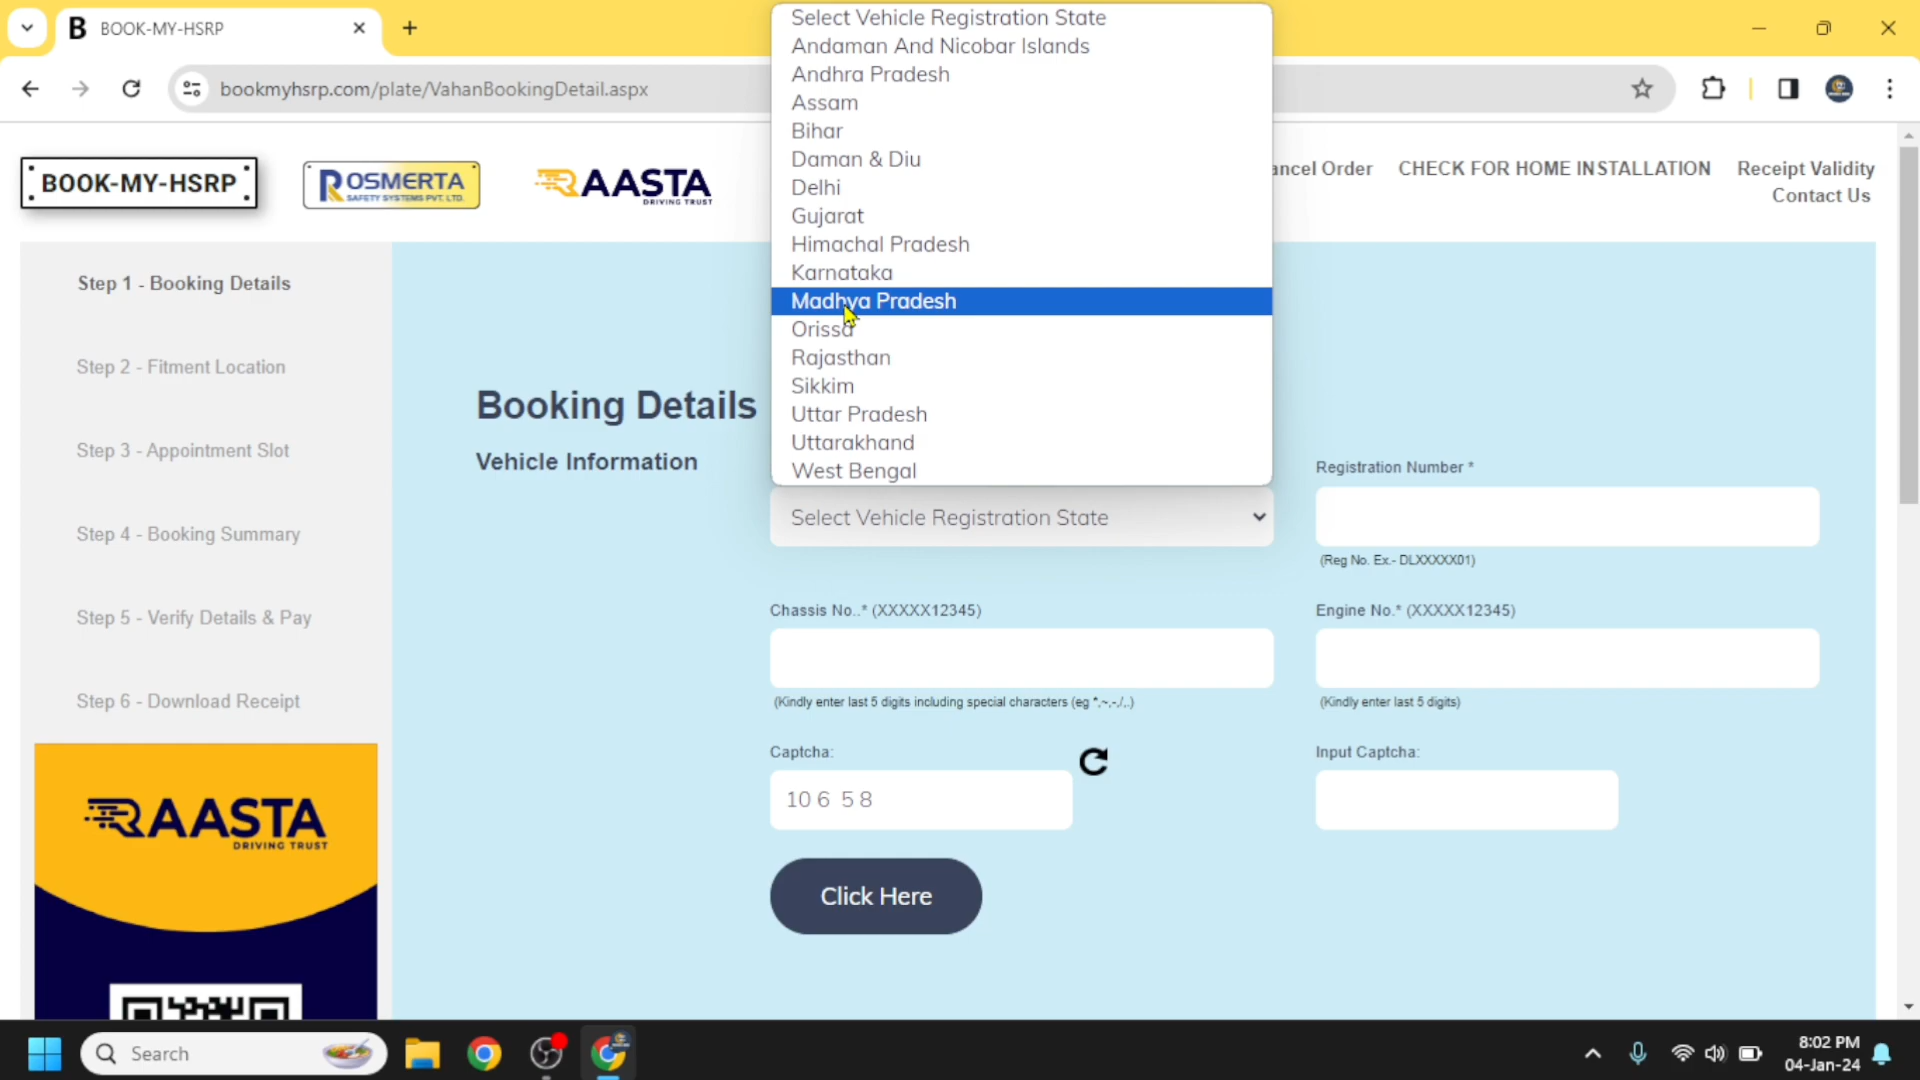 BOOK-MY-HSRP
bookmyhsrp.com/plate/VahanBookingDetail.aspx
BOOK-MY-HSRP
ROSMERTA
SAFETY SYSTEMS PVT. LTD.
RAASTA
DRIVING TRUST
ancel Order
CHECK FOR HOME INSTALLATION
Receipt Validity
Contact Us
Select Vehicle Registration State
Andaman And Nicobar Islands
Andhra Pradesh
Assam
Bihar
Daman & Diu
Delhi
Gujarat
Himachal Pradesh
Karnataka
Madhya Pradesh
Orissa
Rajasthan
Sikkim
Uttar Pradesh
Uttarakhand
West Bengal
Step 1 - Booking Details
Step 2 - Fitment Location
Step 3 - Appointment Slot
Step 4 - Booking Summary
Step 5 - Verify Details & Pay
Step 6 - Download Receipt
RAASTA
DRIVING TRUST
Booking Details
Vehicle Information
Select Vehicle Registration State
Registration Number *
(Reg No. Ex.- DLXXXXX01)
Chassis No..* (XXXXX12345)
(Kindly enter last 5 digits including special characters (eg *,~,-,/,.)
Engine No.* (XXXXX12345)
(Kindly enter last 5 digits)
Captcha:
10 6 5 8
Input Captcha:
Click Here
Search
8:02 PM
04-Jan-24